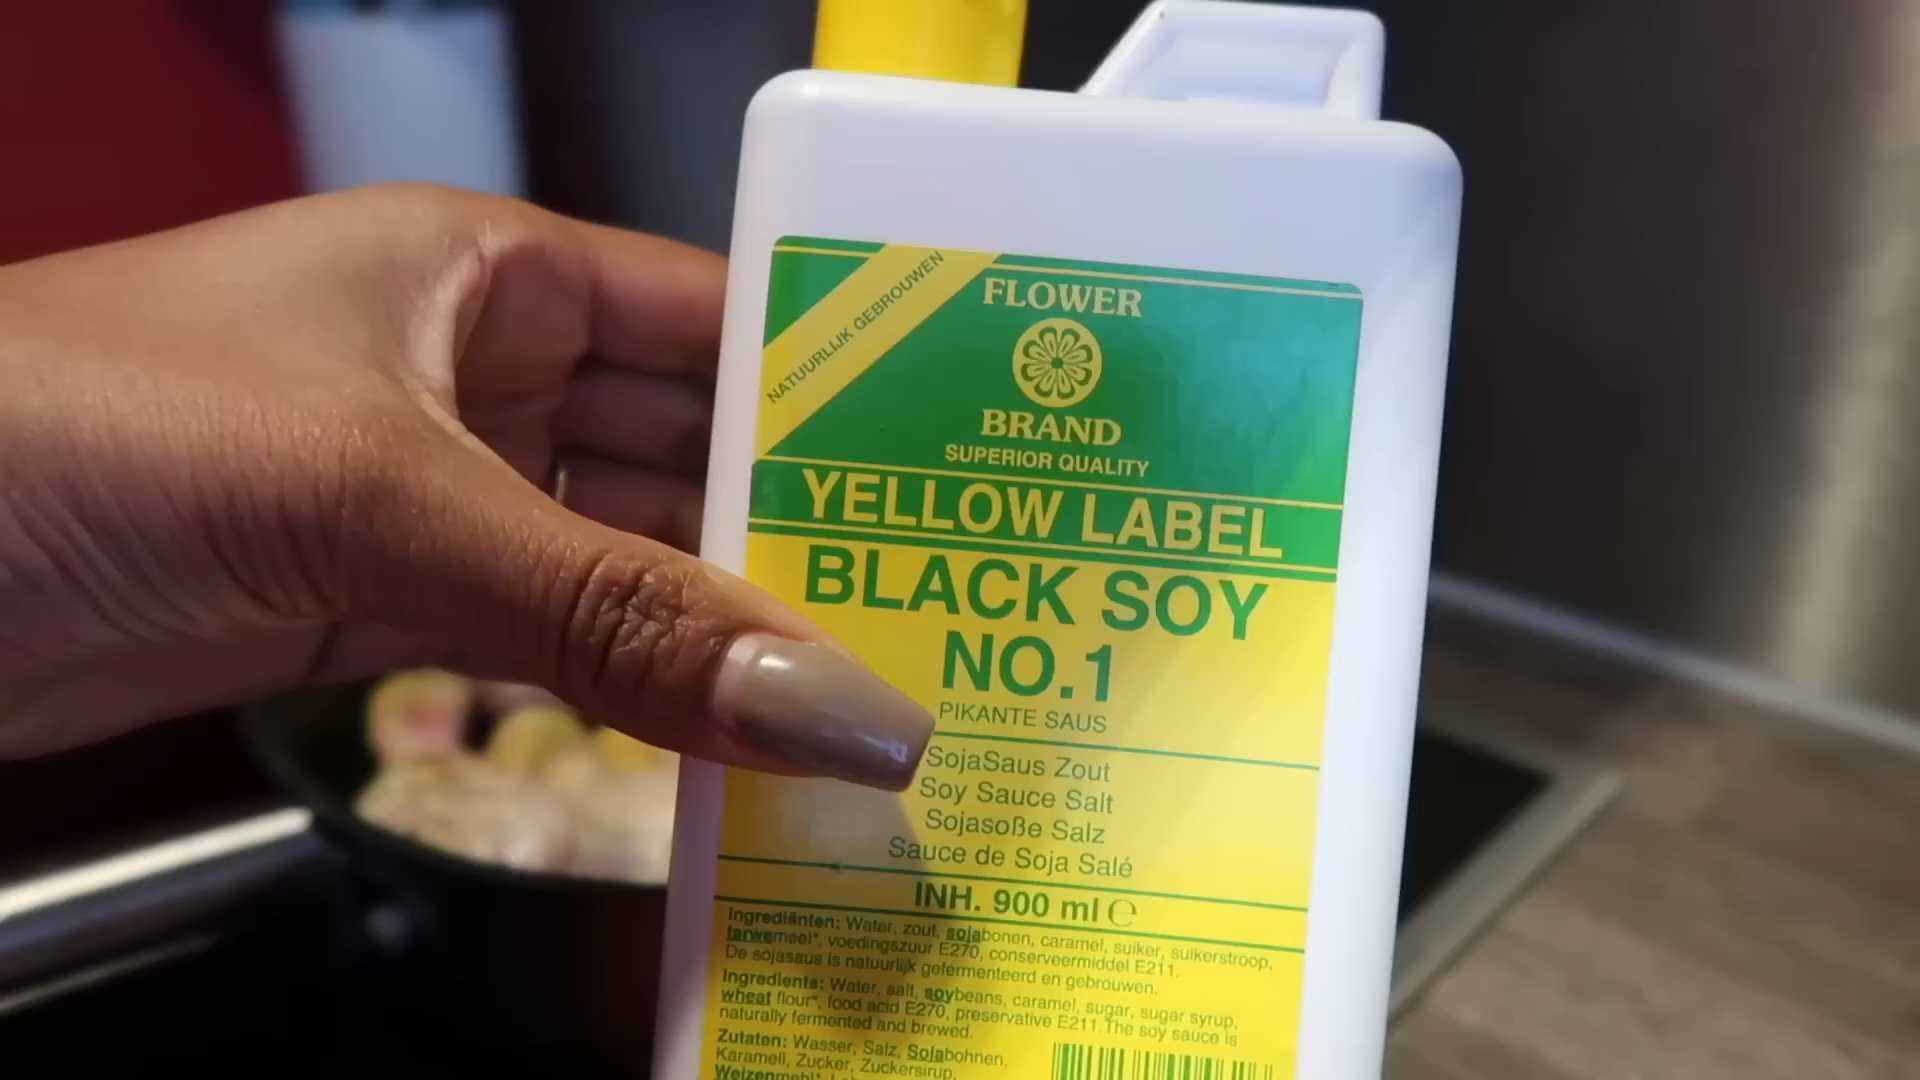 NATUURLIJK GEBROUWEN
FLOWER
BRAND
SUPERIOR QUALITY
YELLOW LABEL
BLACK SOY
NO.1
PIKANTE SAUS
SojaSaus Zout
Soy Sauce Salt
Sojasoße Salz
Sauce de Soja Salé
INH. 900 ml ℮
Ingrediënten: Water, zout, sojabonen, caramel, suiker, suikerstroop,
tarwemeel*, voedingszuur E270, conserveermiddel E211.
De sojasaus is natuurlijk gefermenteerd en gebrouwen.
Ingredients: Water, salt, soybeans, caramel, sugar, sugar syrup,
wheat flour*, food acid E270, preservative E211. The soy sauce is
naturally fermented and brewed.
Zutaten: Wasser, Salz, Sojabohnen,
Karamell, Zucker, Zuckersirup,
Weizenmehl*,